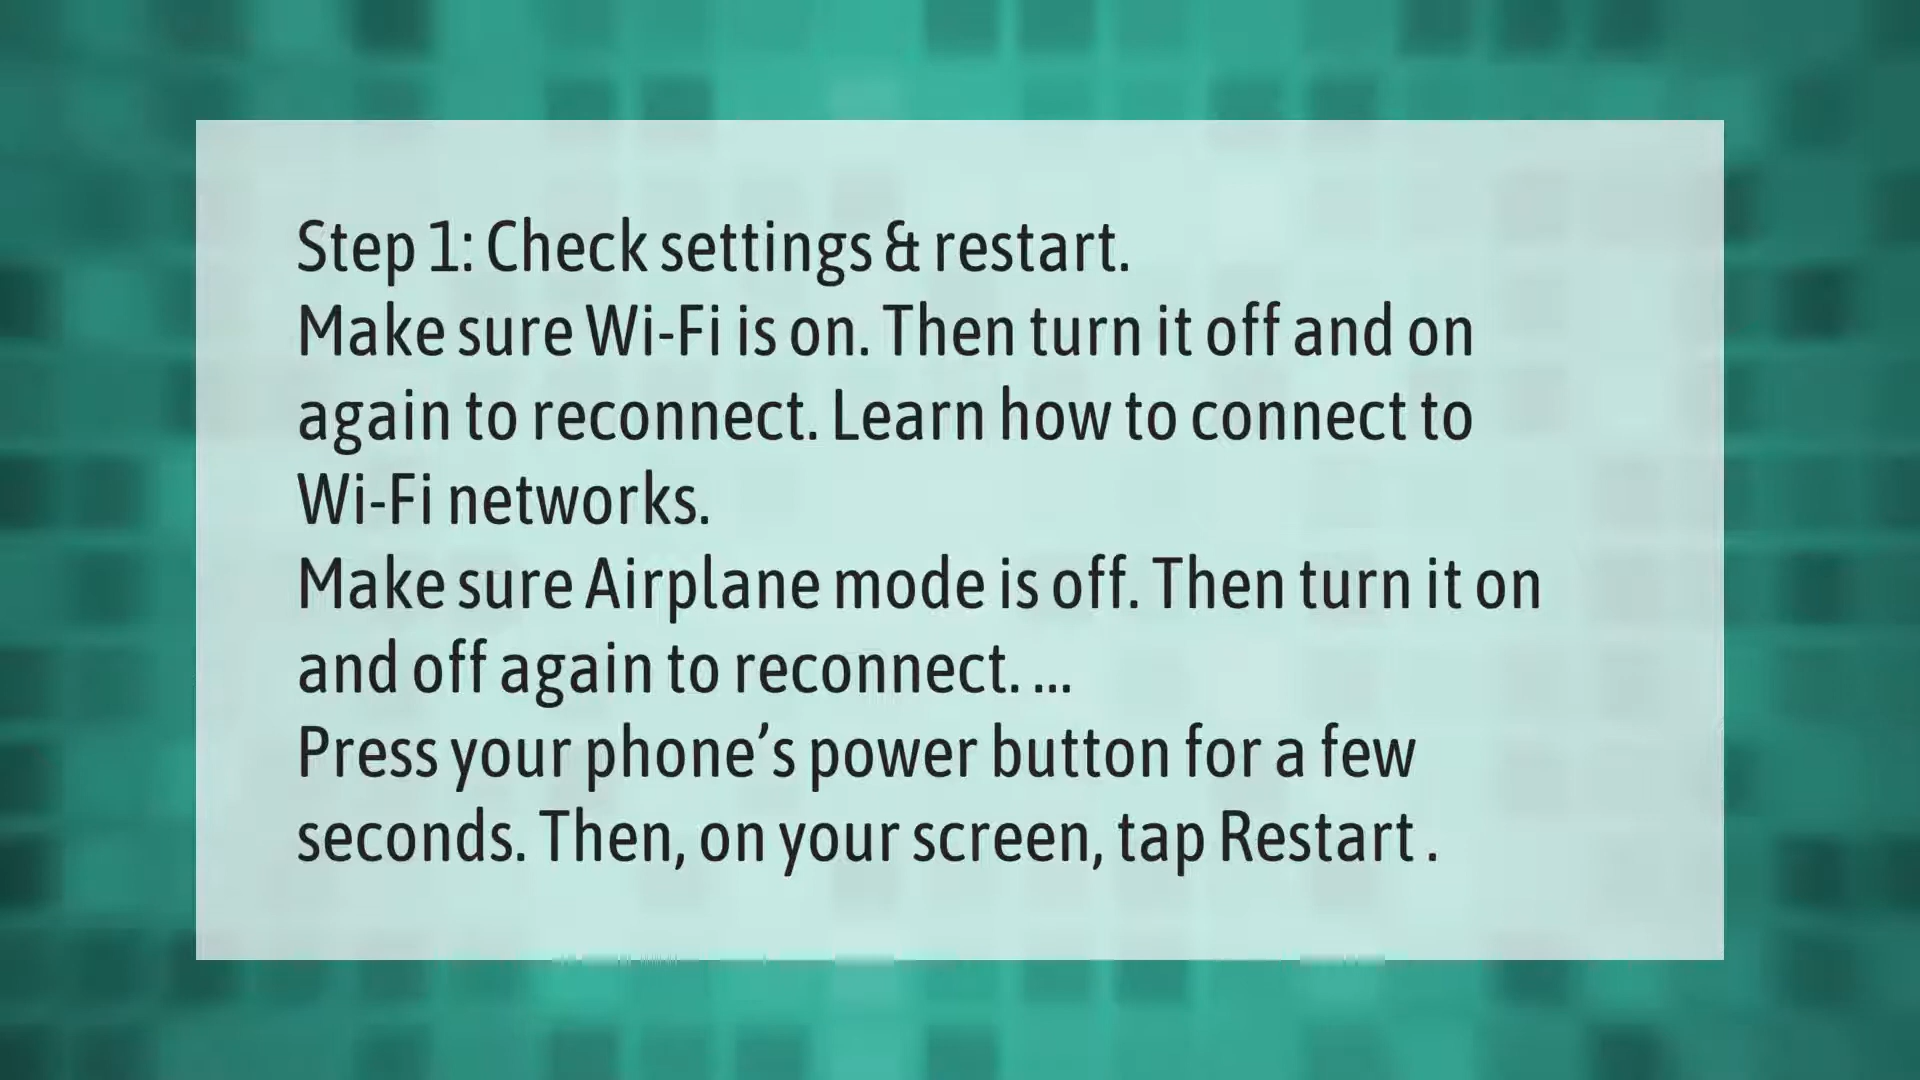 Step 1: Check settings & restart.
Make sure Wi-Fi is on. Then turn it off and on
again to reconnect. Learn how to connect to
Wi-Fi networks.
Make sure Airplane mode is off. Then turn it on
and off again to reconnect. ...
Press your phone’s power button for a few
seconds. Then, on your screen, tap Restart .